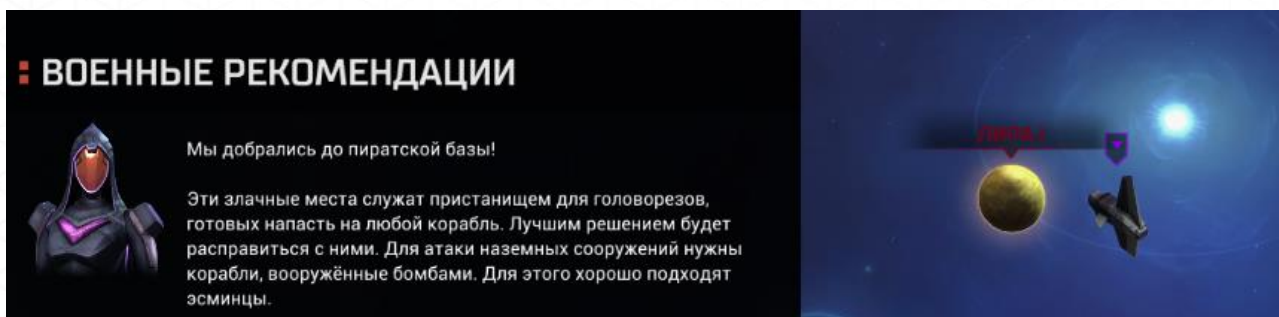 ВОЕННЫЕ РЕКОМЕНДАЦИИ
Мы добрались до пиратской базы!
Эти злачные места служат пристанищем для головорезов,
готовых напасть на любой корабль. Лучшим решением будет
расправиться с ними. Для атаки наземных сооружений нужны
корабли, вооружённые бомбами. Для этого хорошо подходят
эсминцы.